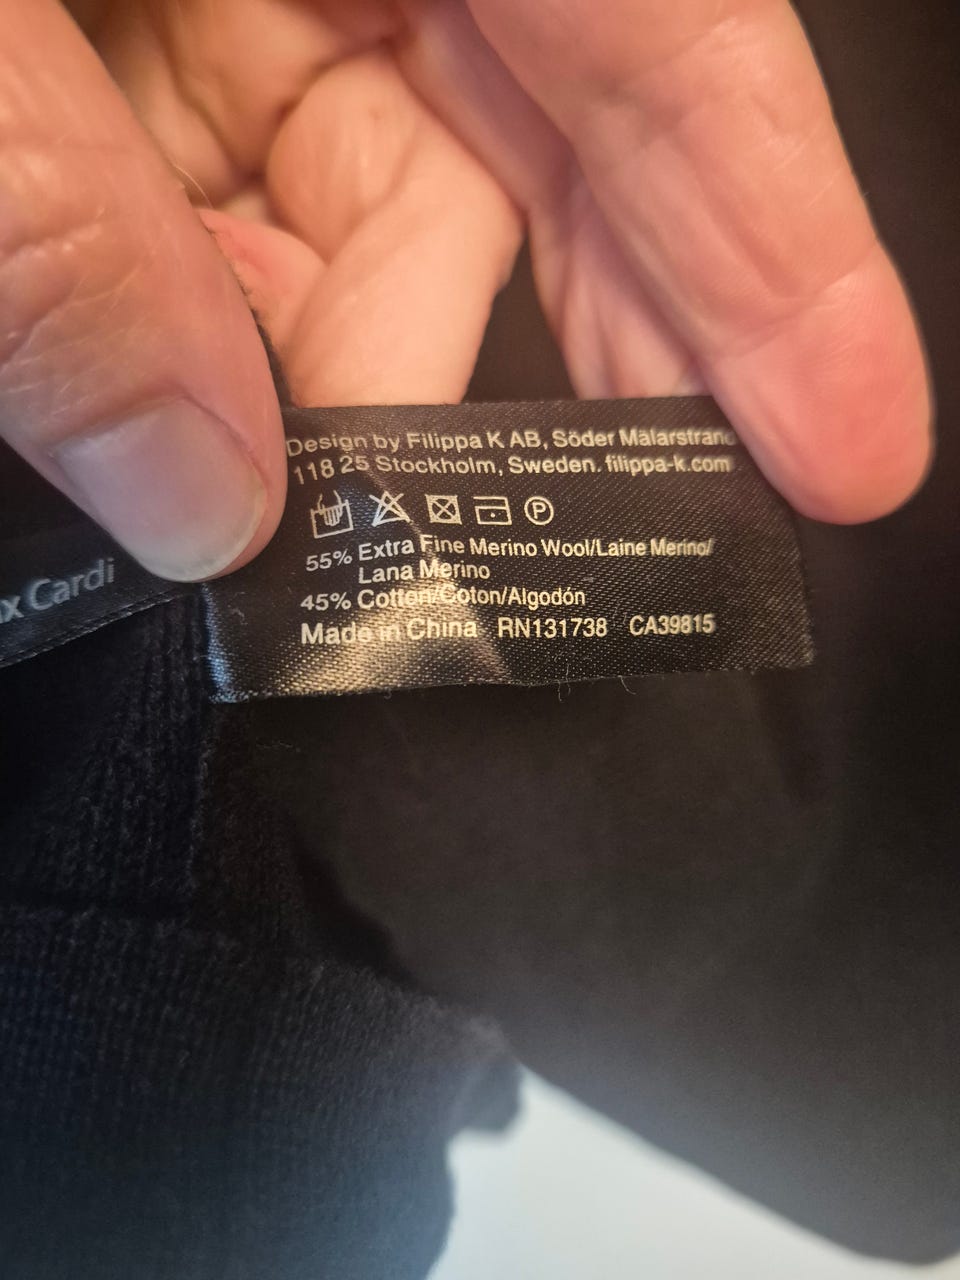 Design by Filippa K AB, Söder Mälarstrand
118 25 Stockholm, Sweden. filippa-k.com
P
55% Extra Fine Merino Wool/Laine Merino/
Lana Merino
45% Cotton/Coton/Algodón
Made in China RN131738 CA39815
Cardi